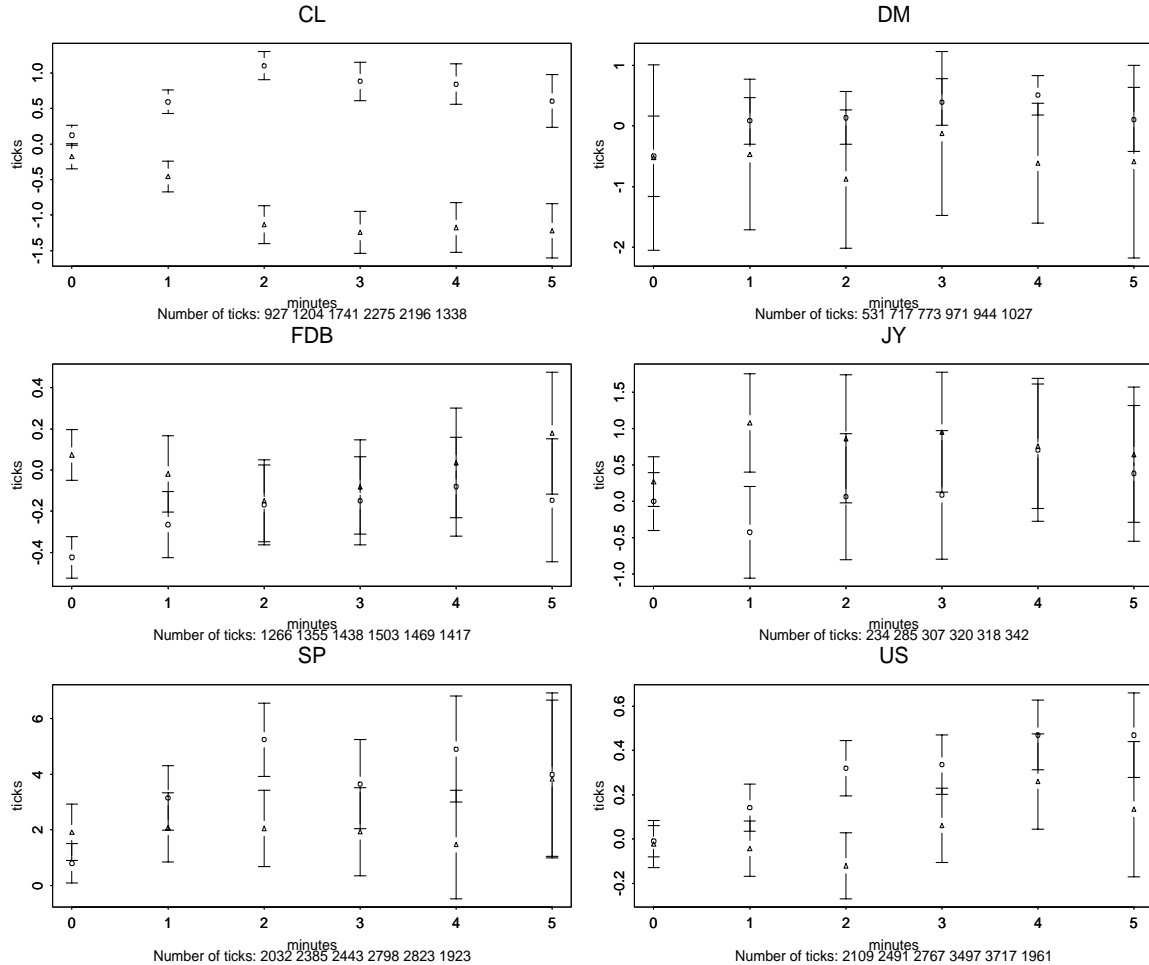 CL
ticks
-1.5 -1.0 -0.5 0.0 0.5 1.0
0 1 2 3 4 5
minutes
Number of ticks: 927 1204 1741 2275 2196 1338
DM
ticks
-2 -1 0 1
0 1 2 3 4 5
minutes
Number of ticks: 531 717 773 971 944 1027
FDB
ticks
-0.4 -0.2 0.0 0.2 0.4
0 1 2 3 4 5
minutes
Number of ticks: 1266 1355 1438 1503 1469 1417
JY
ticks
-1.0 -0.5 0.0 0.5 1.0 1.5
0 1 2 3 4 5
minutes
Number of ticks: 234 285 307 320 318 342
SP
ticks
0 2 4 6
0 1 2 3 4 5
minutes
Number of ticks: 2032 2385 2443 2798 2823 1923
US
ticks
-0.2 0.0 0.2 0.4 0.6
0 1 2 3 4 5
minutes
Number of ticks: 2109 2491 2767 3497 3717 1961